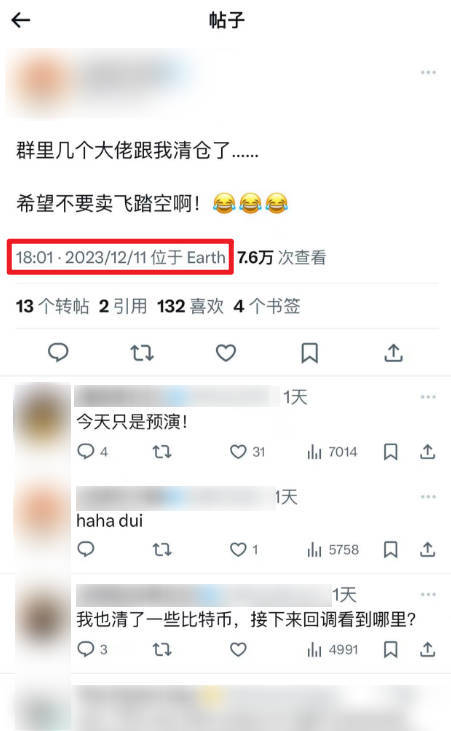 帖子
群里几个大佬跟我清仓了......
希望不要卖飞踏空啊！😂😂😂
18:01 · 2023/12/11 位于 Earth 7.6万 次查看
13 个转帖 2 引用 132 喜欢 4 个书签
1天
今天只是预演！
4 31 7014
1天
haha dui
1 5758
1天
我也清了一些比特币，接下来回调看到哪里？
3 4991